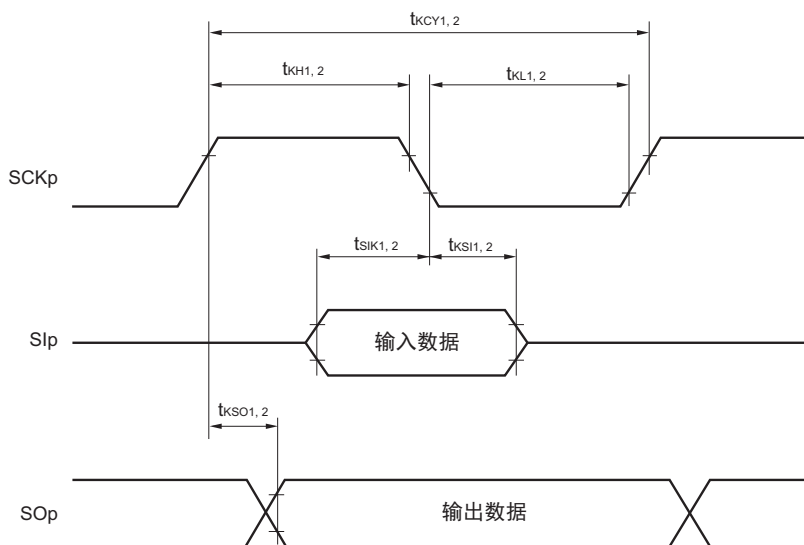 tKCY1, 2
tKH1, 2
tKL1, 2
SCKp
tSIK1, 2
tKSI1, 2
SIp
输入数据
tKSO1, 2
SOp
输出数据